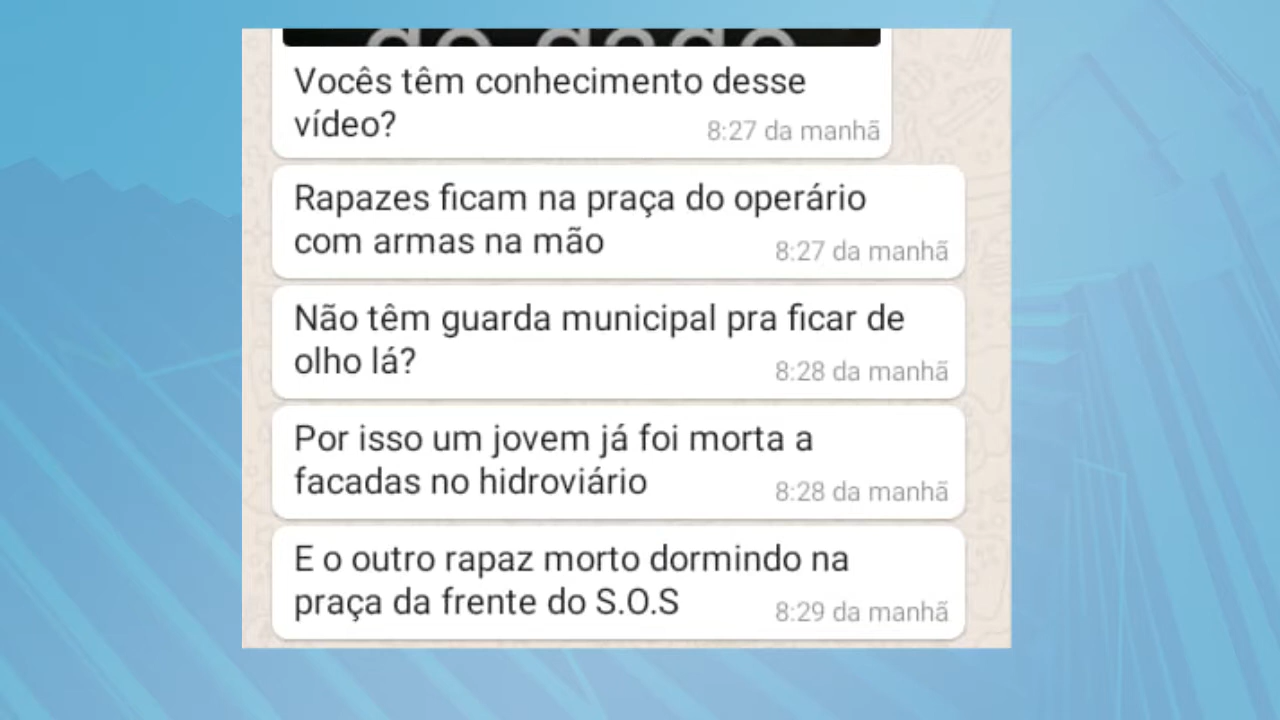 Vocês têm conhecimento desse
vídeo?
8:27 da manhã
Rapazes ficam na praça do operário
com armas na mão
8:27 da manhã
Não têm guarda municipal pra ficar de
olho lá?
8:28 da manhã
Por isso um jovem já foi morta a
facadas no hidroviário
8:28 da manhã
E o outro rapaz morto dormindo na
praça da frente do S.O.S
8:29 da manhã